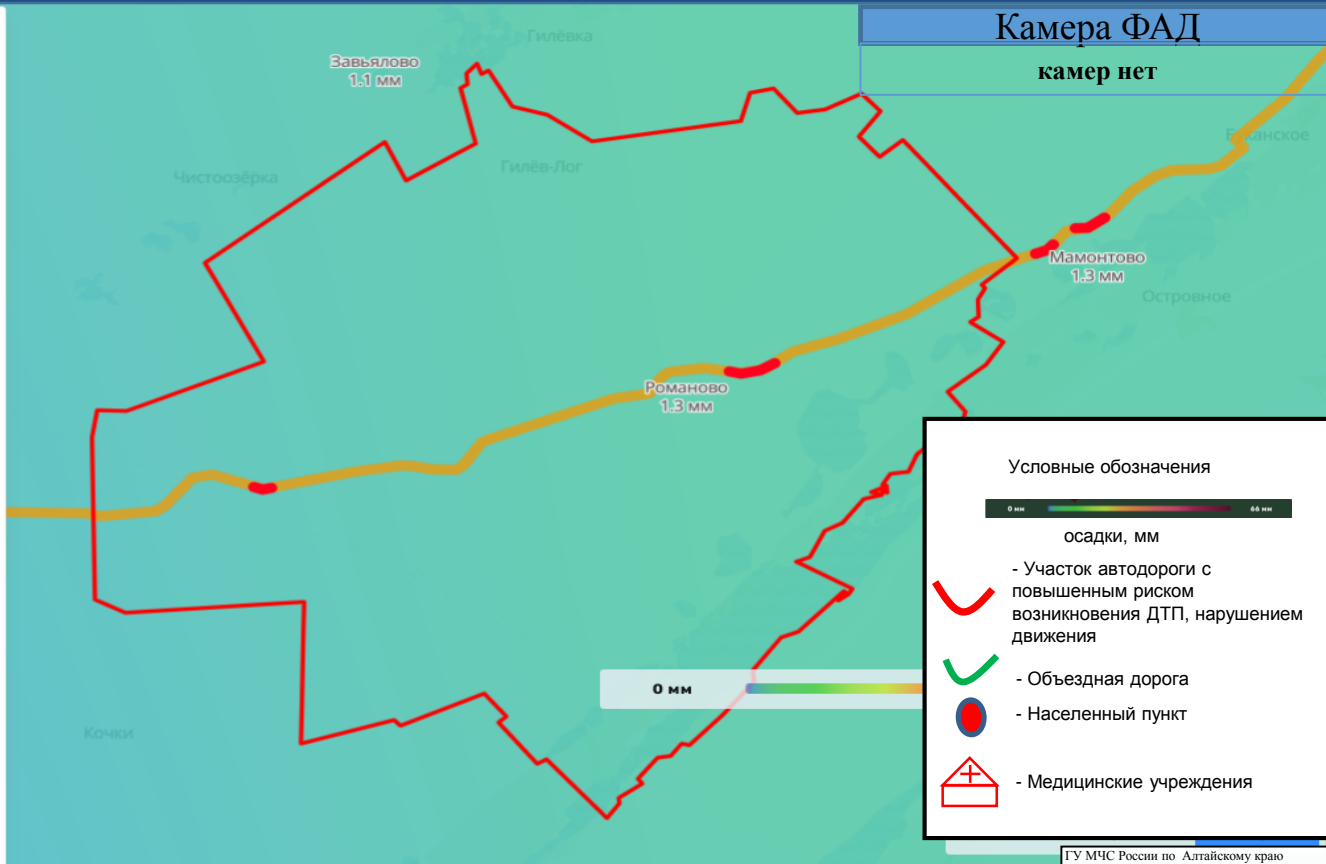 Камера ФАД
камер нет
Гилёвка
Завьялово
1.1 мм
Чистоозёрка
Гилёв-Лог
Мамонтово
1.3 мм
Островное
Романово
1.3 мм
Кочки
0 мм
Условные обозначения
0 мм 66 мм
осадки, мм
- Участок автодороги с
повышенным риском
возникновения ДТП, нарушением
движения
- Объездная дорога
- Населенный пункт
- Медицинские учреждения
ГУ МЧС России по Алтайскому краю